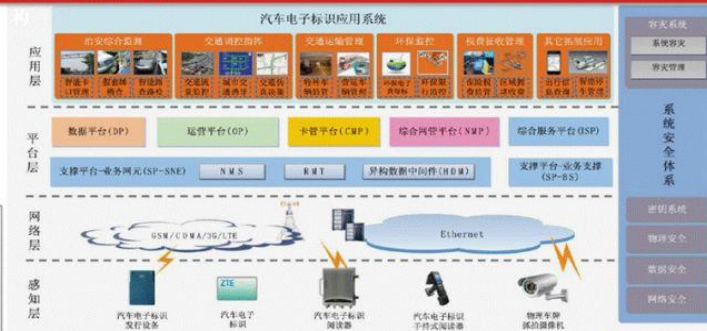 构
汽车电子标识应用系统
应用层
治安综合监测
交通调控指挥
交通运输管理
环保监控
税费征收管理
其它拓展应用
平台层
数据平台(DP)
运营平台(OP)
卡管平台(CMP)
综合网管平台(NMP)
综合服务平台(ISP)
支撑平台-业务网元(SP-SNE)
NMS
RMT
异构数据中间件(HDM)
支撑平台-业务支撑
(SP-BS)
网络层
GSM/CDMA/3G/LTE
Ethernet
感知层
ZTE
汽车电子标识
发行设备
汽车电子
标识
汽车电子标识
阅读器
汽车电子标识
手持式阅读器
物理车牌
抓拍摄像机
容灾系统
系统容灾
容灾管理
系统安全体系
密钥系统
物理安全
数据安全
网络安全